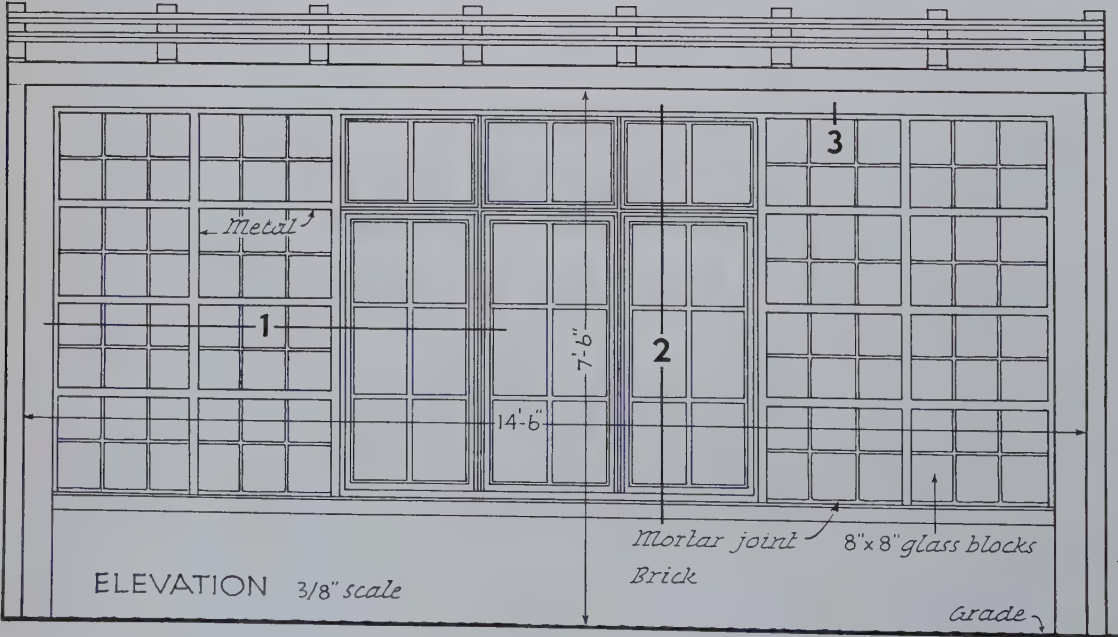 3
Metal
1
2
7'-6"
14'-6"
Mortar joint
8"x8" glass blocks
Brick
ELEVATION 3/8" scale
Grade